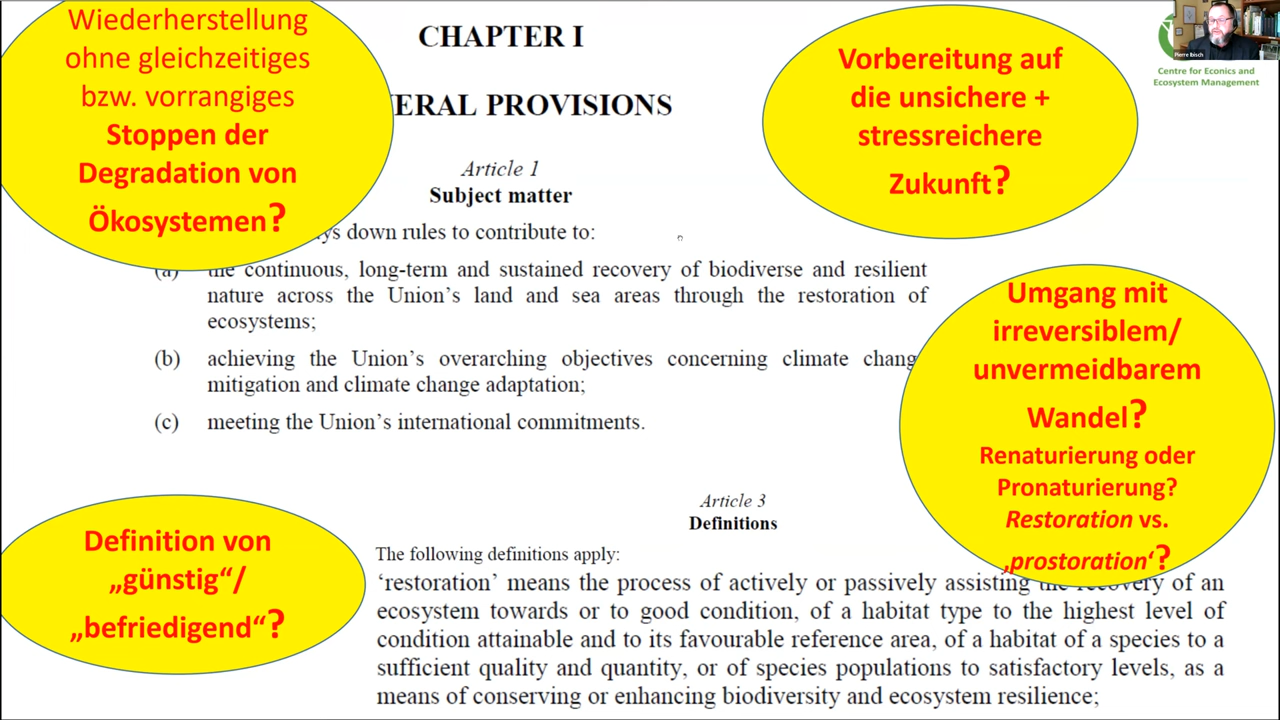 Wiederherstellung
ohne gleichzeitiges
bzw. vorrangiges
Stoppen der
Degradation von
Ökosystemen?
CHAPTER I
ERAL PROVISIONS
Vorbereitung auf
die unsichere +
stressreichere
Zukunft?
Pierre Ibisch
Centre for Econics and
Ecosystem Management
Article 1
Subject matter
down rules to contribute to:
(a) the continuous, long-term and sustained recovery of biodiverse and resilient
nature across the Union’s land and sea areas through the restoration of
ecosystems;
(b) achieving the Union’s overarching objectives concerning climate chang
mitigation and climate change adaptation;
(c) meeting the Union’s international commitments.
Umgang mit
irreversiblem/
unvermeidbarem
Wandel?
Renaturierung oder
Pronaturierung?
Restoration vs.
‚prostoration‘?
Definition von
„günstig“/
„befriedigend“?
Article 3
Definitions
The following definitions apply:
‘restoration’ means the process of actively or passively assisting the recovery of an
ecosystem towards or to good condition, of a habitat type to the highest level of
condition attainable and to its favourable reference area, of a habitat of a species to a
sufficient quality and quantity, or of species populations to satisfactory levels, as a
means of conserving or enhancing biodiversity and ecosystem resilience;